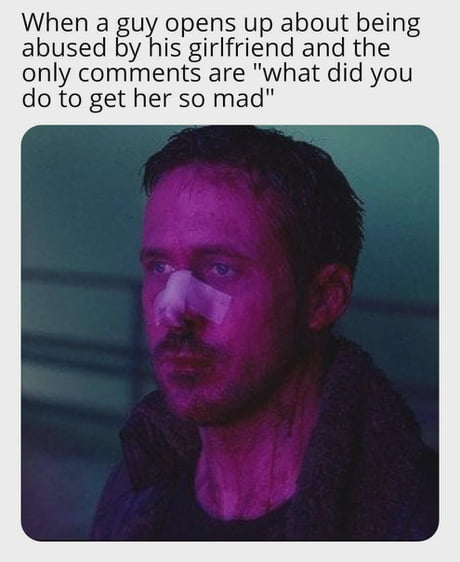 When a guy opens up about being
abused by his girlfriend and the
only comments are "what did you
do to get her so mad"